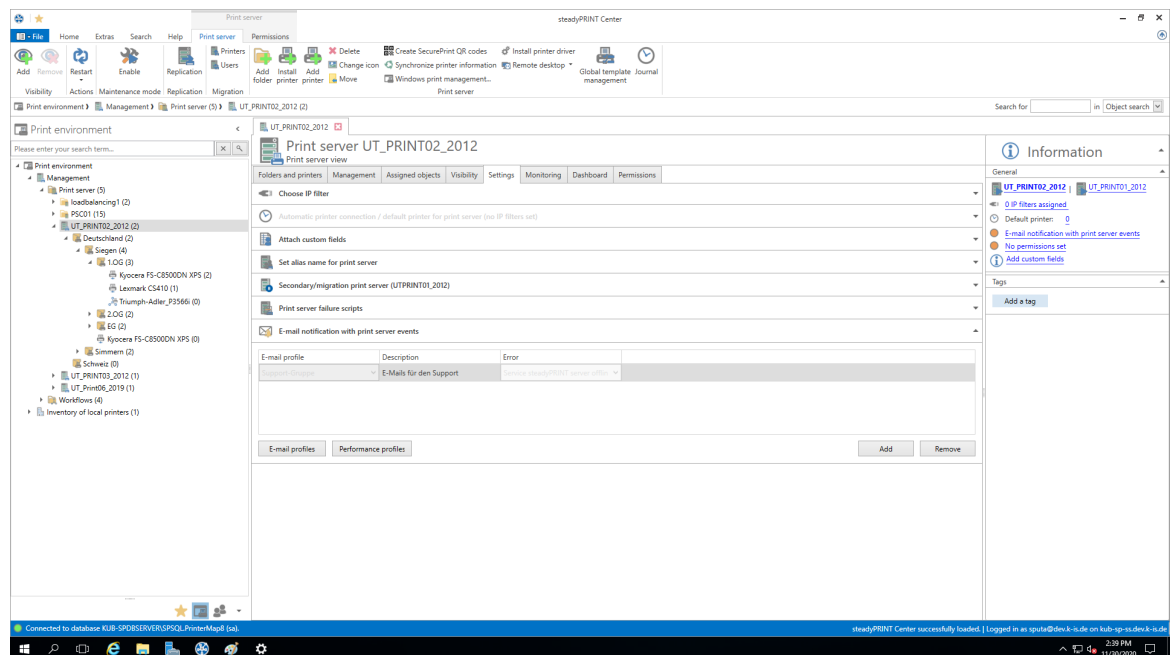 Print server
steadyPRINT Center
File Home Extras Search Help Print server Permissions
Add Remove Restart Enable Replication Printers Users
Add folder Install printer Add printer
Delete
Change icon
Move
Create SecurePrint QR codes
Synchronize printer information
Windows print management...
Install printer driver
Remote desktop
Global template management
Journal
Visibility Actions Maintenance mode Replication Migration Print server
Print environment Management Print server (5) UT_PRINT02_2012 (2)
Search for in Object search
Print environment
Please enter your search term...
Print environment
Management
Print server (5)
loadbalancing1 (2)
PSC01 (15)
UT_PRINT02_2012 (2)
Deutschland (2)
Siegen (4)
1.OG (3)
Kyocera FS-C8500DN XPS (2)
Lexmark CS410 (1)
Triumph-Adler_P3566i (0)
2.OG (2)
EG (2)
Kyocera FS-C8500DN XPS (0)
Simmern (2)
Schweiz (0)
UT_PRINT03_2012 (1)
UT_Print06_2019 (1)
Workflows (4)
Inventory of local printers (1)
UT_PRINT02_2012
Print server UT_PRINT02_2012
Print server view
Folders and printers Management Assigned objects Visibility Settings Monitoring Dashboard Permissions
Choose IP filter
Automatic printer connection / default printer for print server (no IP filters set)
Attach custom fields
Set alias name for print server
Secondary/migration print server (UTPRINT01_2012)
Print server failure scripts
E-mail notification with print server events
E-mail profile Description Error
Support-Gruppe E-Mails für den Support Service steadyPRINT server offlin
E-mail profiles Performance profiles Add Remove
Information
General
UT_PRINT02_2012 | UT_PRINT01_2012
0 IP filters assigned
Default printer: 0
E-mail notification with print server events
No permissions set
Add custom fields
Tags
Add a tag
Connected to database KUB-SPDBSERVER\SPSQL.PrinterMap8 (sa).
steadyPRINT Center successfully loaded. | Logged in as sputa@dev.k-is.de on kub-sp-ss.dev.k-is.de
2:39 PM
11/30/2020